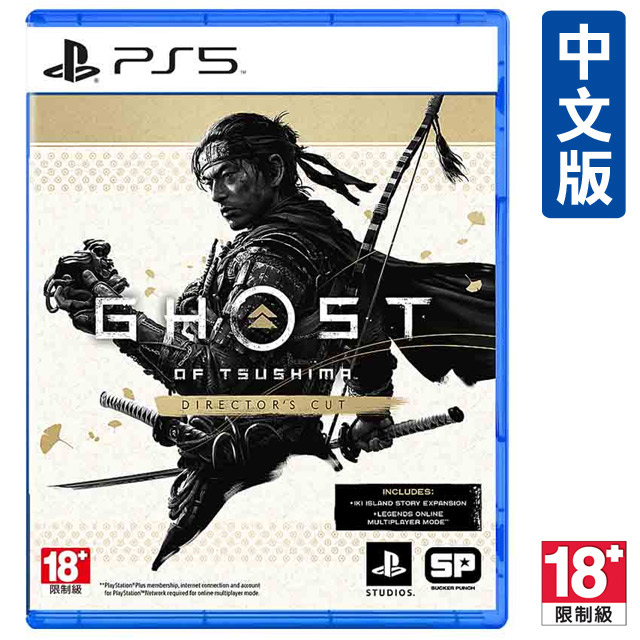 PS5
中文版
GHOST
OF TSUSHIMA
DIRECTOR'S CUT
INCLUDES:
•IKI ISLAND STORY EXPANSION
•LEGENDS ONLINE
MULTIPLAYER MODE**
18+
限制級
**PlayStation®Plus membership, internet connection and account
for PlayStation™Network required for online multiplayer mode.
STUDIOS.
SP
SUCKER PUNCH
18+
限制級